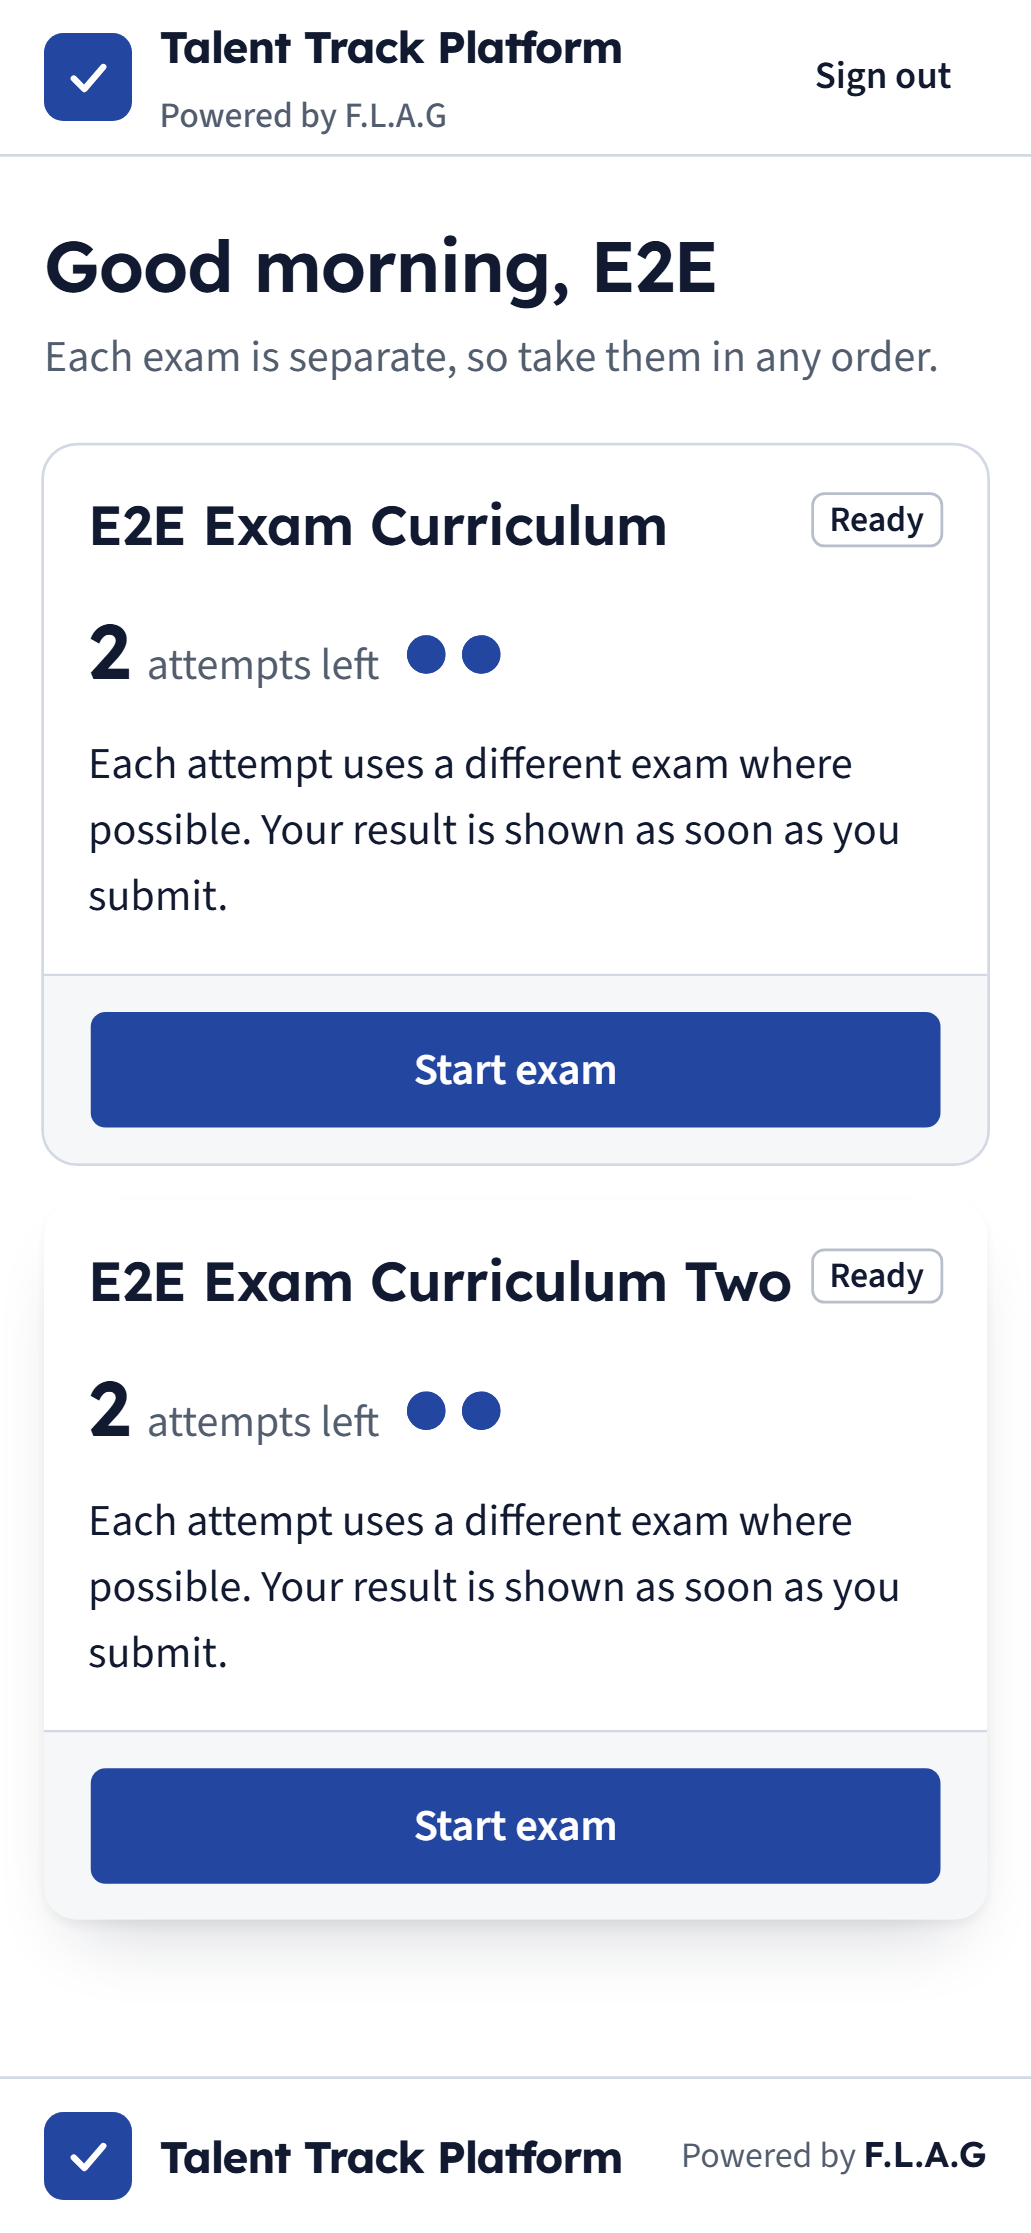 Talent Track Platform
Powered by F.L.A.G
Sign out
Good morning, E2E
Each exam is separate, so take them in any order.
E2E Exam Curriculum
Ready
2 attempts left
Each attempt uses a different exam where
possible. Your result is shown as soon as you
submit.
Start exam
E2E Exam Curriculum Two
Ready
2 attempts left
Each attempt uses a different exam where
possible. Your result is shown as soon as you
submit.
Start exam
Talent Track Platform
Powered by F.L.A.G